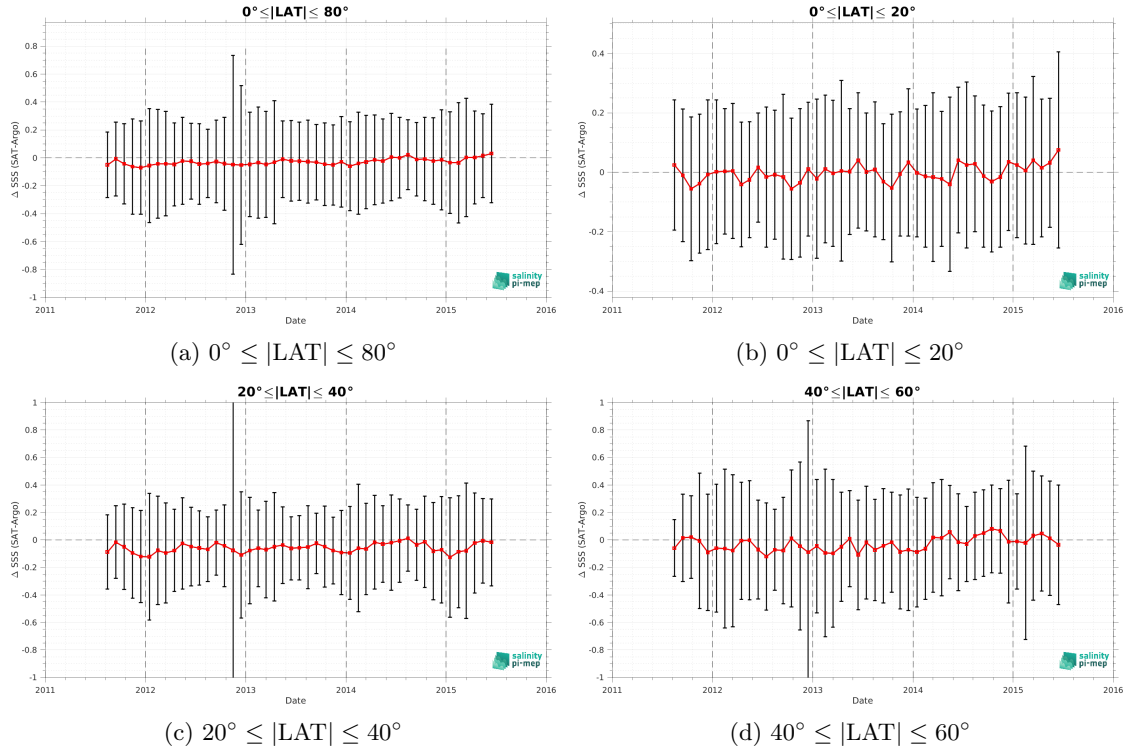 0°≤|LAT|≤ 80°
Δ SSS (SAT-Argo)
0.8
0.6
0.4
0.2
0
-0.2
-0.4
-0.6
-0.8
-1
2011 2012 2013 2014 2015 2016
Date
salinity
pi-mep
(a) 0° ≤ |LAT| ≤ 80°
0°≤|LAT|≤ 20°
Δ SSS (SAT-Argo)
0.4
0.2
0
-0.2
-0.4
2011 2012 2013 2014 2015 2016
Date
salinity
pi-mep
(b) 0° ≤ |LAT| ≤ 20°
20°≤|LAT|≤ 40°
Δ SSS (SAT-Argo)
1
0.8
0.6
0.4
0.2
0
-0.2
-0.4
-0.6
-0.8
-1
2011 2012 2013 2014 2015 2016
Date
salinity
pi-mep
(c) 20° ≤ |LAT| ≤ 40°
40°≤|LAT|≤ 60°
Δ SSS (SAT-Argo)
1
0.8
0.6
0.4
0.2
0
-0.2
-0.4
-0.6
-0.8
-1
2011 2012 2013 2014 2015 2016
Date
salinity
pi-mep
(d) 40° ≤ |LAT| ≤ 60°